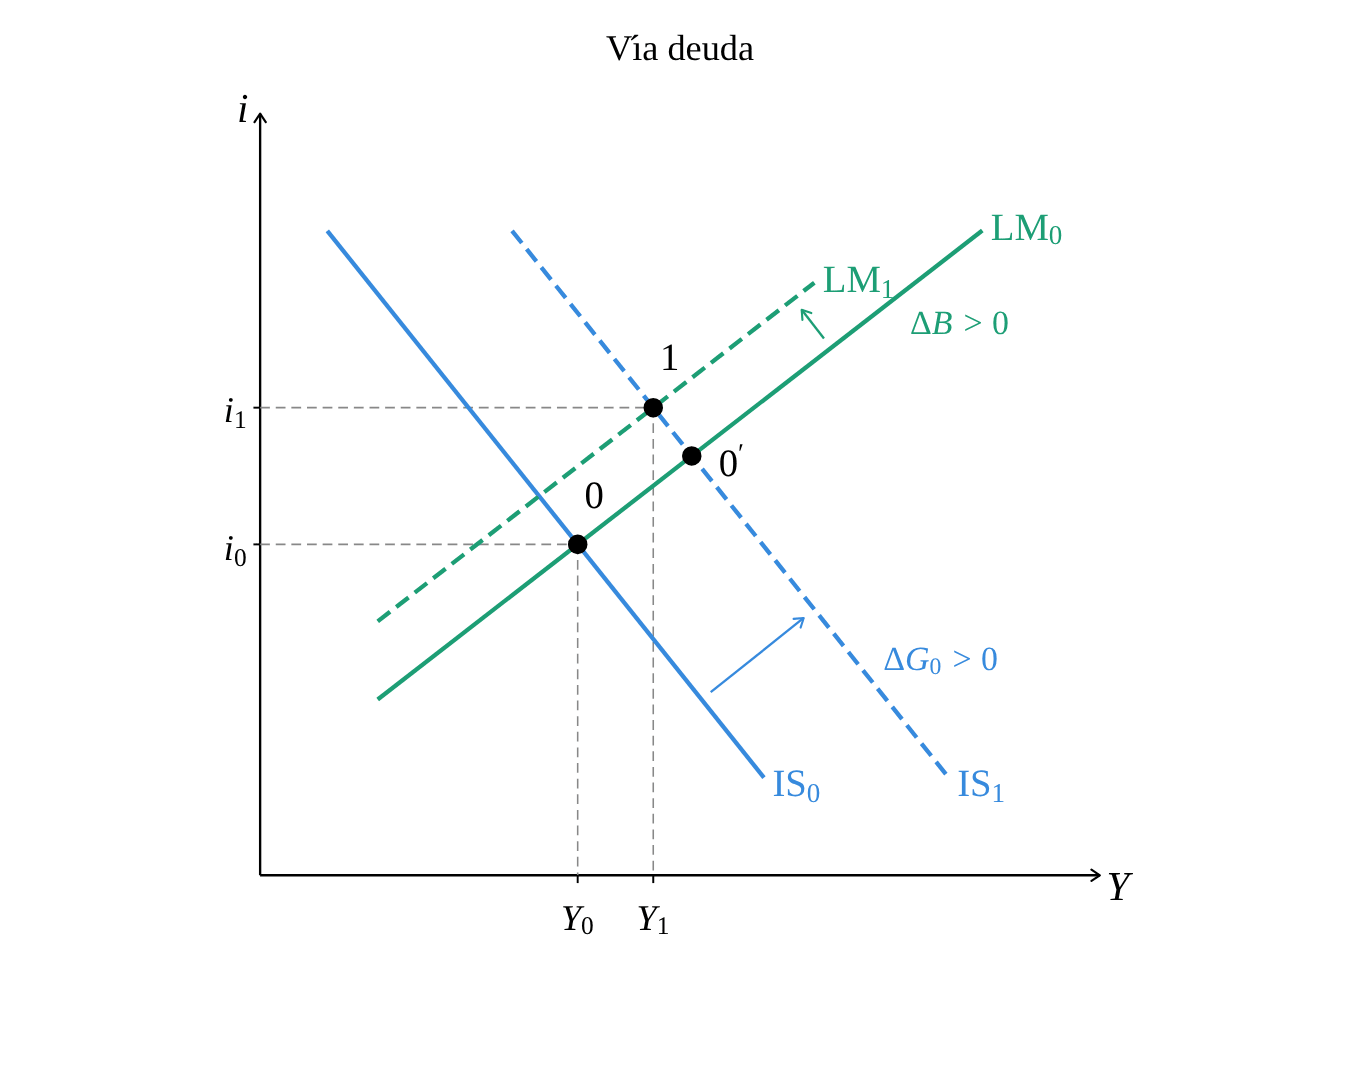 Vía deuda
i
LM₀
LM₁
ΔB > 0
1
i₁
0′
0
i₀
ΔG₀ > 0
IS₀
IS₁
Y
Y₀
Y₁